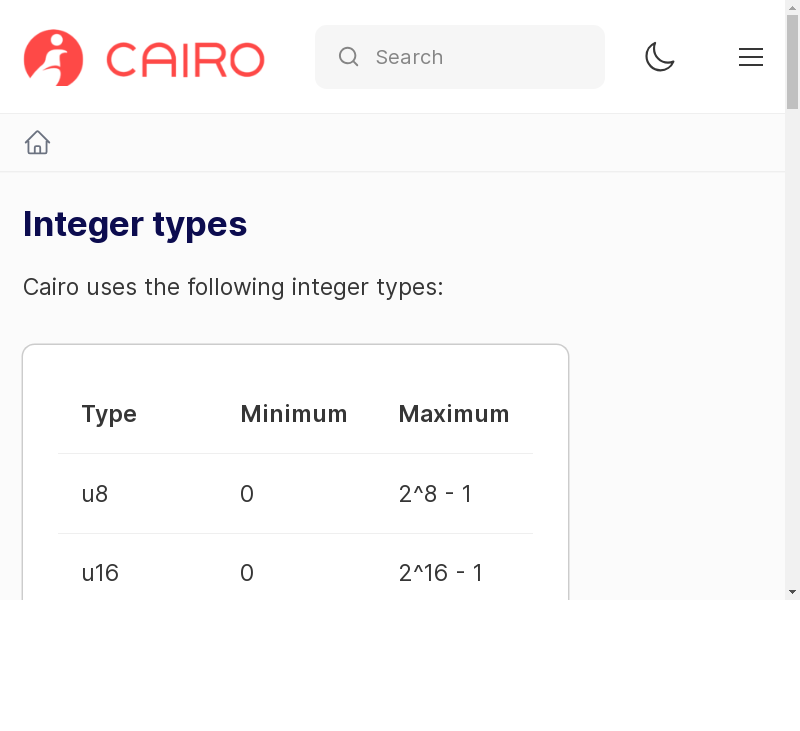 CAIRO
Search
Integer types
Cairo uses the following integer types:
Type Minimum Maximum
u8 0 2^8 - 1
u16 0 2^16 - 1